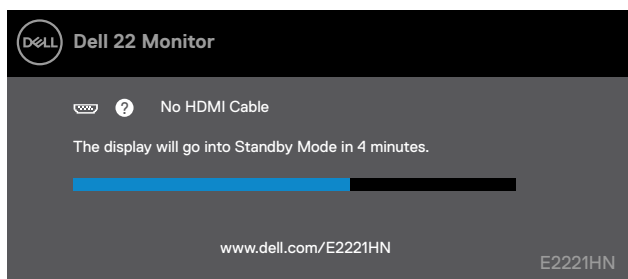 DELL Dell 22 Monitor
? No HDMI Cable
The display will go into Standby Mode in 4 minutes.
www.dell.com/E2221HN
E2221HN